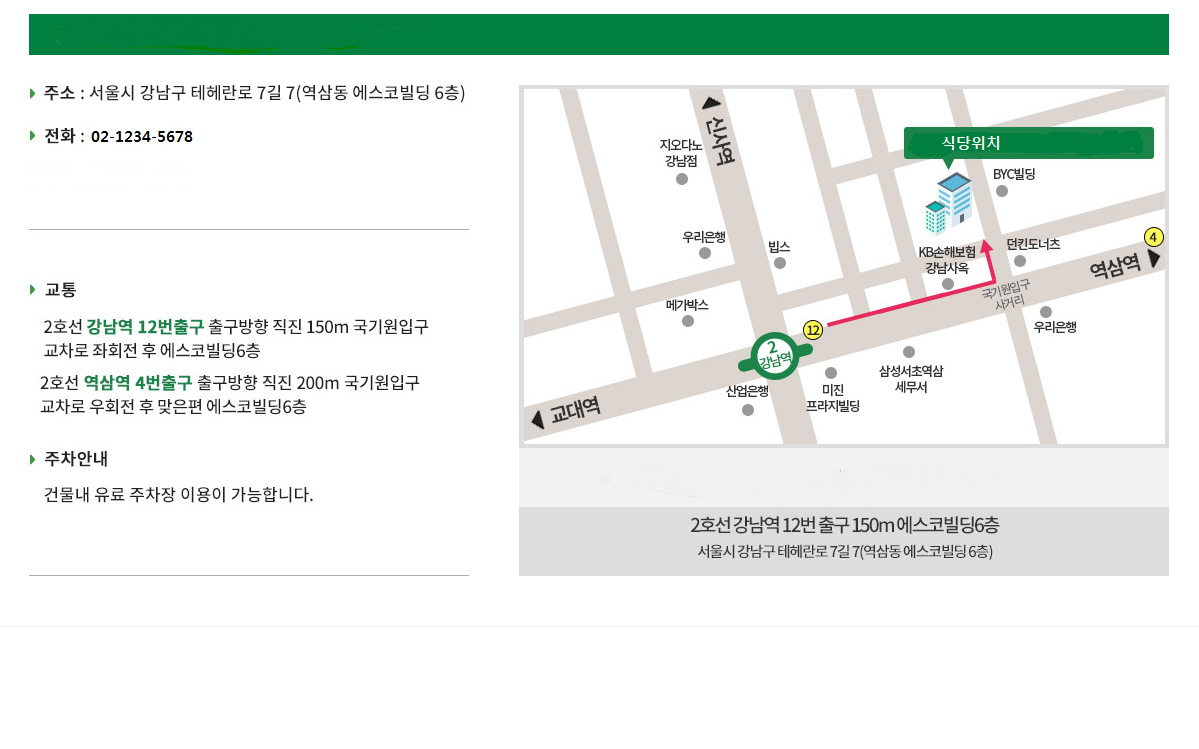 주소 : 서울시 강남구 테헤란로 7길 7(역삼동 에스코빌딩 6층)
전화 : 02-1234-5678
교통
2호선 강남역 12번출구 출구방향 직진 150m 국기원입구
교차로 좌회전 후 에스코빌딩6층
2호선 역삼역 4번출구 출구방향 직진 200m 국기원입구
교차로 우회전 후 맞은편 에스코빌딩6층
주차안내
건물내 유료 주차장 이용이 가능합니다.
신사역
식당위치
지오다노
강남점
BYC빌딩
우리은행
빕스
KB손해보험
강남사옥
던킨도너츠
4
역삼역
국기원입구
사거리
메가박스
12
우리은행
2
강남역
삼성서초역삼
세무서
산업은행
미진
프라지빌딩
교대역
2호선 강남역 12번 출구 150m 에스코빌딩6층
서울시 강남구 테헤란로 7길 7(역삼동 에스코빌딩 6층)